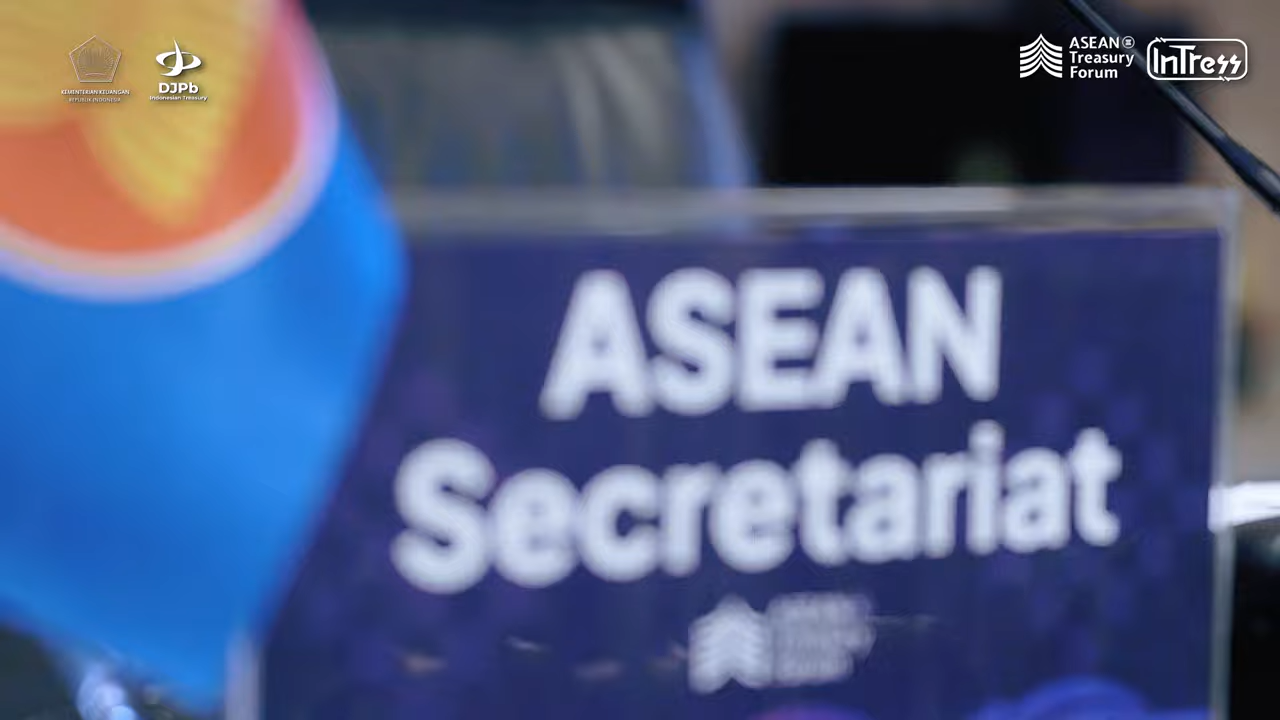 KEMENTERIAN KEUANGAN
REPUBLIK INDONESIA
DJPb
Indonesian Treasury
ASEAN
Treasury
Forum
InTress
ASEAN
Secretariat